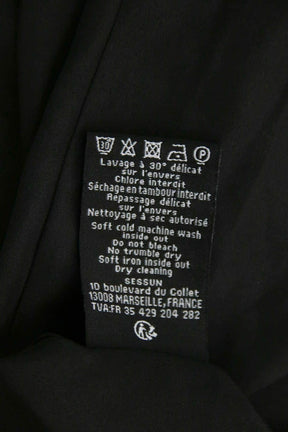 30
P
Lavage à 30° délicat
sur l'envers
Chlore interdit
Séchage en tambour interdit
Répassage délicat
sur l'envers
Nettoyage à sec autorisé
Soft cold machine wash
inside out
Do not bleach
No trumble dry
Soft iron inside out
Dry cleaning
SESSUN
10 boulevard du Collet
13008 MARSEILLE, FRANCE
TVA:FR 35 429 204 282